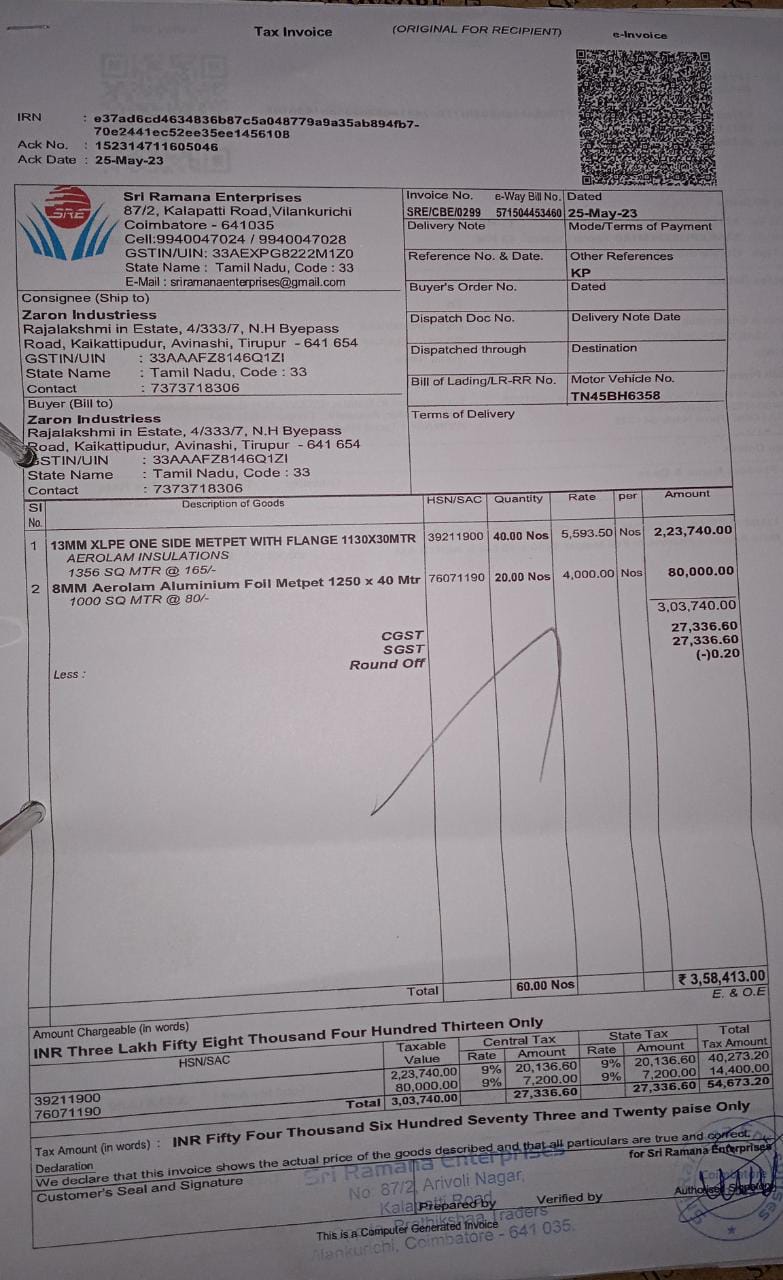 Tax Invoice
(ORIGINAL FOR RECIPIENT)
e-Invoice
IRN : e37ad6cd4634836b87c5a048779a9a35ab894fb7-
70e2441ec52ee35ee1456108
Ack No. : 152314711605046
Ack Date : 25-May-23
SRE
Sri Ramana Enterprises
87/2, Kalapatti Road,Vilankurichi
Coimbatore - 641035
Cell:9940047024 / 9940047028
GSTIN/UIN: 33AEXPG8222M1Z0
State Name : Tamil Nadu, Code : 33
E-Mail : sriramanaenterprises@gmail.com
Invoice No. e-Way Bill No. Dated
SRE/CBE/0299 571504453460 25-May-23
Delivery Note Mode/Terms of Payment
Reference No. & Date. Other References
KP
Buyer's Order No. Dated
Dispatch Doc No. Delivery Note Date
Dispatched through Destination
Bill of Lading/LR-RR No. Motor Vehicle No.
TN45BH6358
Terms of Delivery
Consignee (Ship to)
Zaron Industriess
Rajalakshmi in Estate, 4/333/7, N.H Byepass
Road, Kaikattipudur, Avinashi, Tirupur - 641 654
GSTIN/UIN : 33AAAFZ8146Q1ZI
State Name : Tamil Nadu, Code : 33
Contact : 7373718306
Buyer (Bill to)
Zaron Industriess
Rajalakshmi in Estate, 4/333/7, N.H Byepass
Road, Kaikattipudur, Avinashi, Tirupur - 641 654
GSTIN/UIN : 33AAAFZ8146Q1ZI
State Name : Tamil Nadu, Code : 33
Contact : 7373718306
Sl No. Description of Goods HSN/SAC Quantity Rate per Amount
1 13MM XLPE ONE SIDE METPET WITH FLANGE 1130X30MTR 39211900 40.00 Nos 5,593.50 Nos 2,23,740.00
AEROLAM INSULATIONS
1356 SQ MTR @ 165/-
2 8MM Aerolam Aluminium Foil Metpet 1250 x 40 Mtr 76071190 20.00 Nos 4,000.00 Nos 80,000.00
1000 SQ MTR @ 80/-
3,03,740.00
CGST 27,336.60
SGST 27,336.60
Less : Round Off (-)0.20
Total 60.00 Nos ₹ 3,58,413.00
E. & O.E
Amount Chargeable (in words)
INR Three Lakh Fifty Eight Thousand Four Hundred Thirteen Only
HSN/SAC Taxable Value Central Tax State Tax Total Tax Amount
Rate Amount Rate Amount
39211900 2,23,740.00 9% 20,136.60 9% 20,136.60 40,273.20
76071190 80,000.00 9% 7,200.00 9% 7,200.00 14,400.00
Total 3,03,740.00 27,336.60 27,336.60 54,673.20
Tax Amount (in words) : INR Fifty Four Thousand Six Hundred Seventy Three and Twenty paise Only
Declaration
We declare that this invoice shows the actual price of the goods described and that all particulars are true and correct.
Customer's Seal and Signature
for Sri Ramana Enterprises
Sri Ramana Enterprises
No: 87/2, Arivoli Nagar,
Kalapatti Road
Prepared by
Verified by
Authorised Signatory
Traders
This is a Computer Generated Invoice
Coimbatore - 641 035.